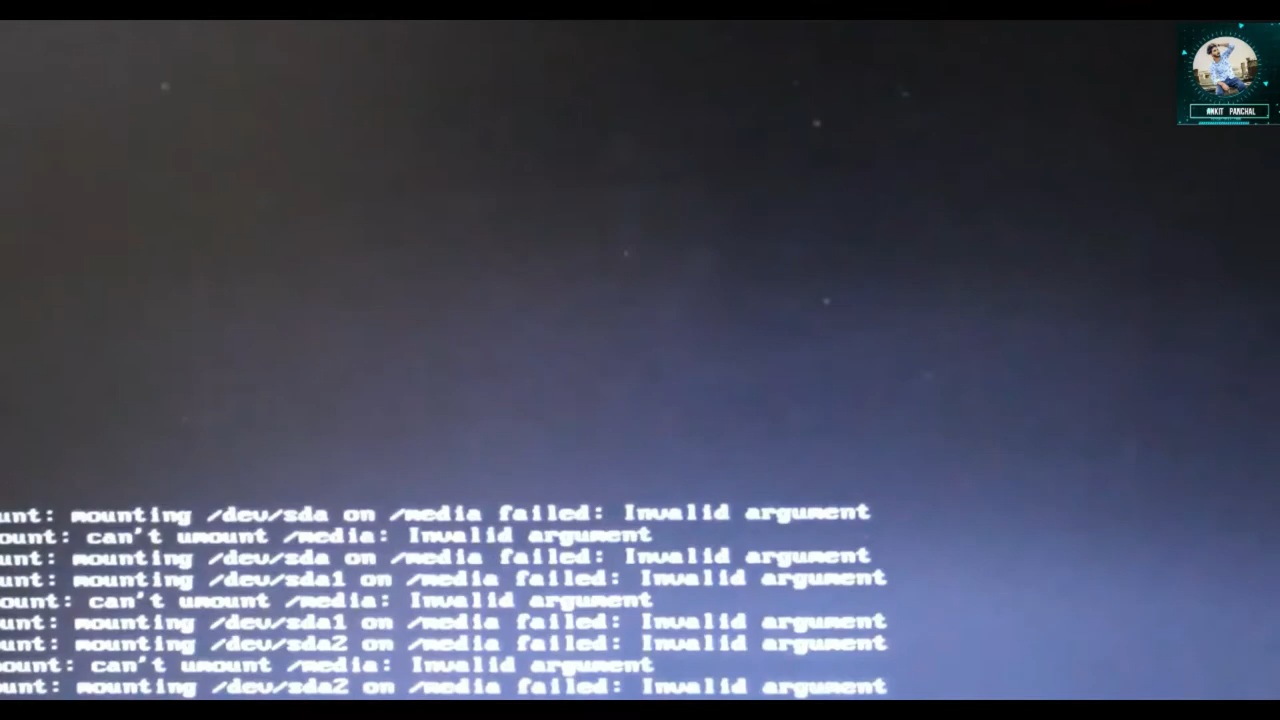 ANKIT PANCHAL
unt: mounting /dev/sda on /media failed: Invalid argument
ount: can't umount /media: Invalid argument
unt: mounting /dev/sda on /media failed: Invalid argument
unt: mounting /dev/sda1 on /media failed: Invalid argument
ount: can't umount /media: Invalid argument
unt: mounting /dev/sda1 on /media failed: Invalid argument
unt: mounting /dev/sda2 on /media failed: Invalid argument
ount: can't umount /media: Invalid argument
unt: mounting /dev/sda2 on /media failed: Invalid argument